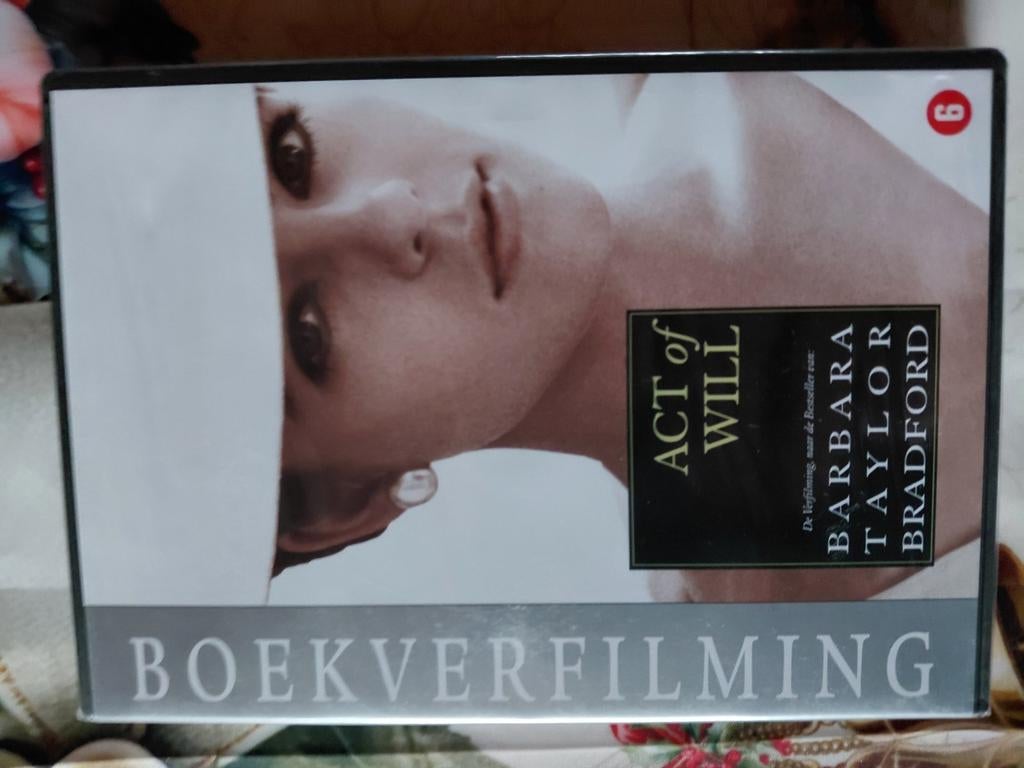 BOEKVERFILMING
6
ACT of
WILL
De Verfilming, naar de Bestseller van:
BARBARA
TAYLOR
BRADFORD